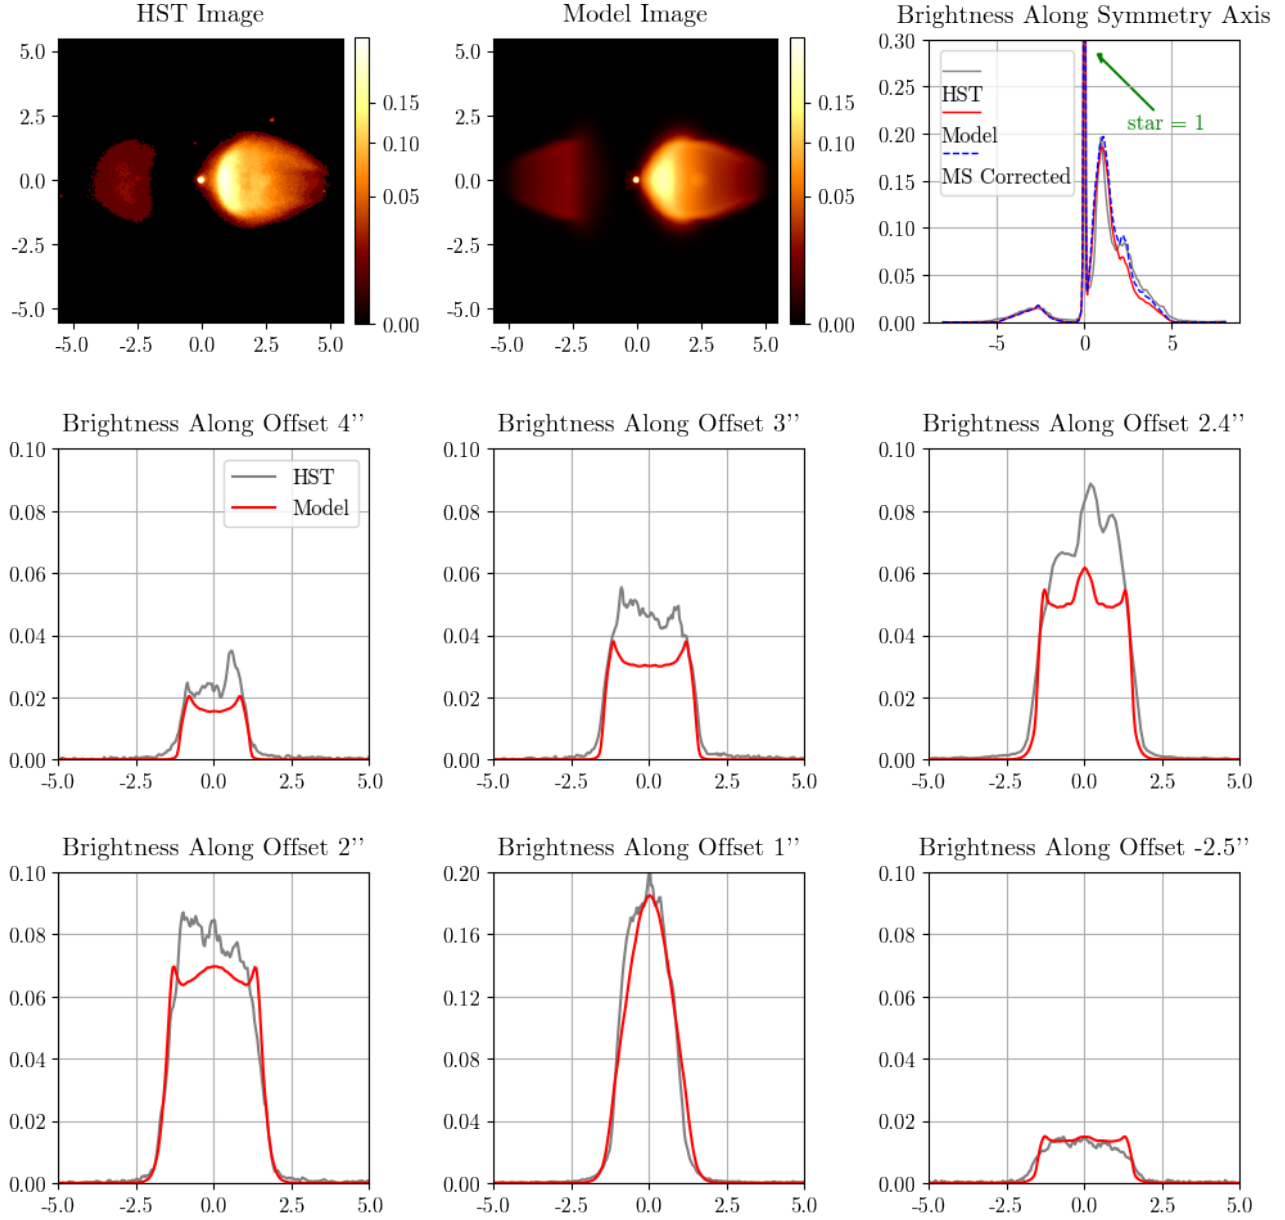 HST Image
Model Image
Brightness Along Symmetry Axis
5.0
2.5
0.0
-2.5
-5.0
-5.0 -2.5 0.0 2.5 5.0
0.15
0.10
0.05
0.00
5.0
2.5
0.0
-2.5
-5.0
-5.0 -2.5 0.0 2.5 5.0
0.15
0.10
0.05
0.00
0.30
0.25
0.20
0.15
0.10
0.05
0.00
-5 0 5
HST
Model
MS Corrected
star = 1
Brightness Along Offset 4''
0.10
0.08
0.06
0.04
0.02
0.00
-5.0 -2.5 0.0 2.5 5.0
HST
Model
Brightness Along Offset 3''
0.10
0.08
0.06
0.04
0.02
0.00
-5.0 -2.5 0.0 2.5 5.0
Brightness Along Offset 2.4''
0.10
0.08
0.06
0.04
0.02
0.00
-5.0 -2.5 0.0 2.5 5.0
Brightness Along Offset 2''
0.10
0.08
0.06
0.04
0.02
0.00
-5.0 -2.5 0.0 2.5 5.0
Brightness Along Offset 1''
0.20
0.16
0.12
0.08
0.04
0.00
-5.0 -2.5 0.0 2.5 5.0
Brightness Along Offset -2.5''
0.10
0.08
0.06
0.04
0.02
0.00
-5.0 -2.5 0.0 2.5 5.0